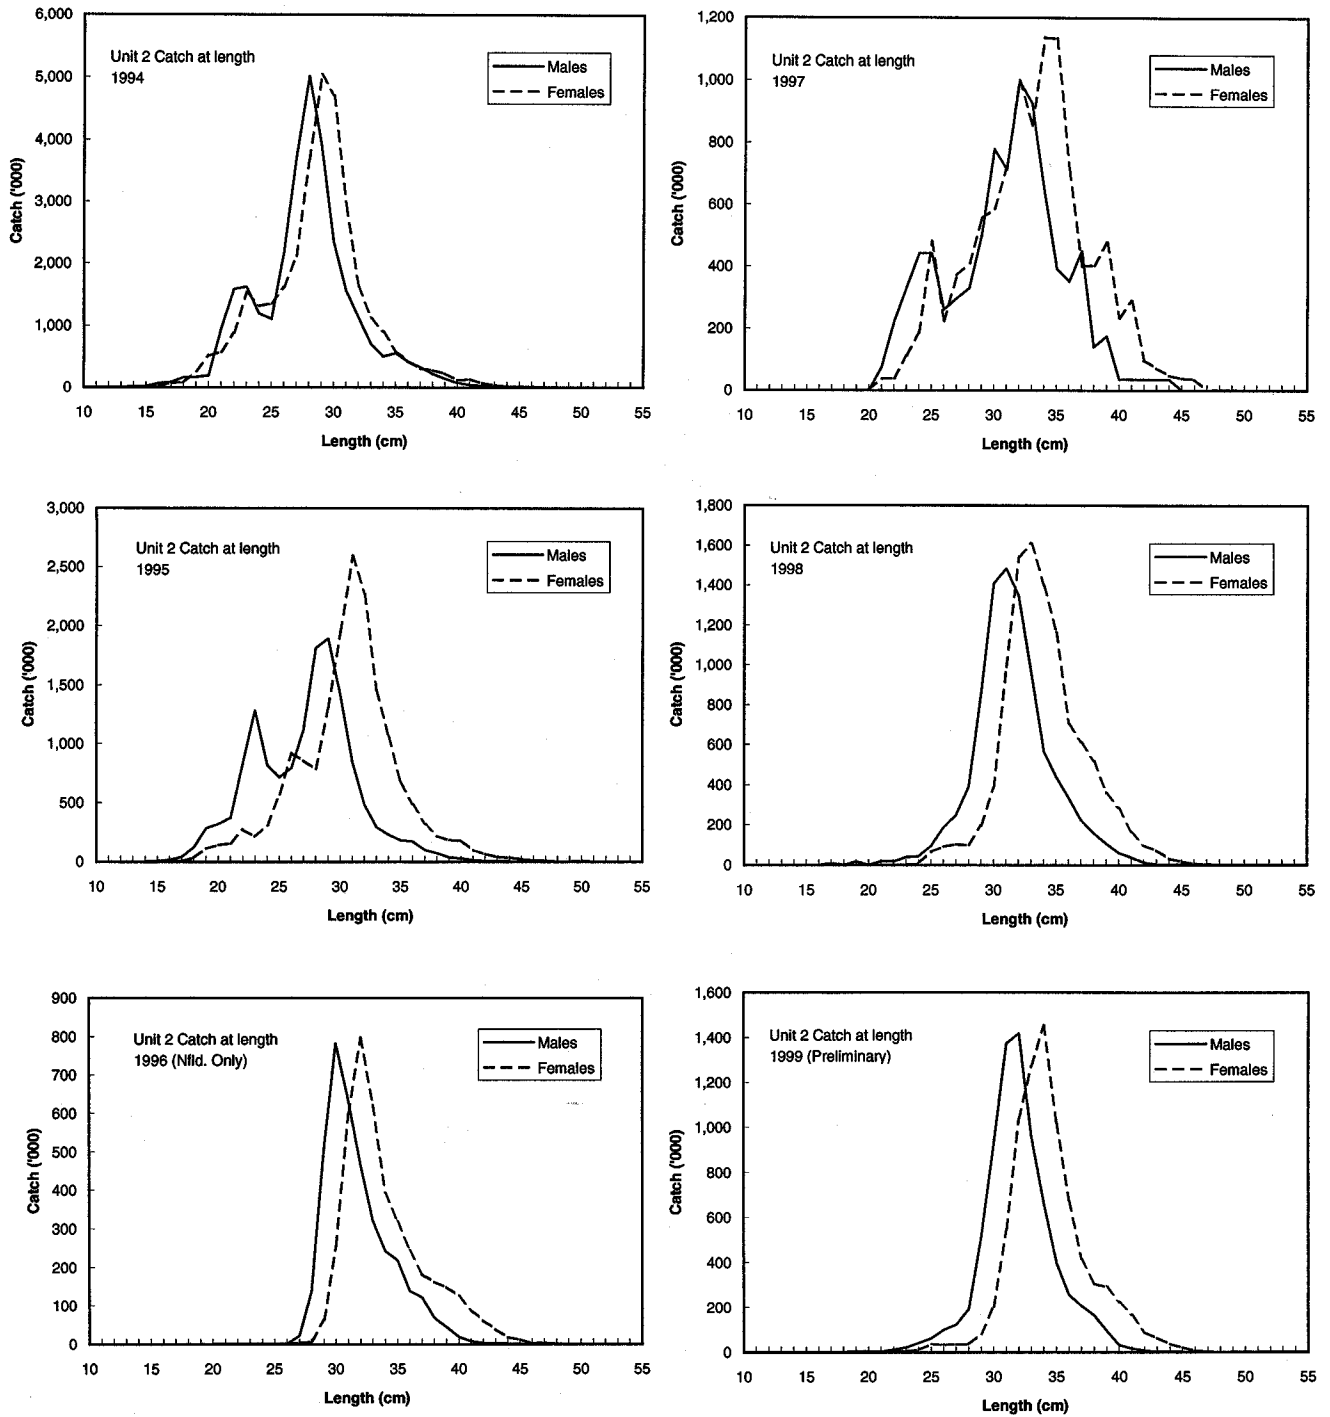 Unit 2 Catch at length
1994
Males
Females
6,000
5,000
4,000
3,000
2,000
1,000
0
Catch ('000)
10 15 20 25 30 35 40 45 50 55
Length (cm)
Unit 2 Catch at length
1997
Males
Females
1,200
1,000
800
600
400
200
0
Catch ('000)
10 15 20 25 30 35 40 45 50 55
Length (cm)
Unit 2 Catch at length
1995
Males
Females
3,000
2,500
2,000
1,500
1,000
500
0
Catch ('000)
10 15 20 25 30 35 40 45 50 55
Length (cm)
Unit 2 Catch at length
1998
Males
Females
1,800
1,600
1,400
1,200
1,000
800
600
400
200
0
Catch ('000)
10 15 20 25 30 35 40 45 50 55
Length (cm)
Unit 2 Catch at length
1996 (Nfld. Only)
Males
Females
900
800
700
600
500
400
300
200
100
0
Catch ('000)
10 15 20 25 30 35 40 45 50 55
Length (cm)
Unit 2 Catch at length
1999 (Preliminary)
Males
Females
1,600
1,400
1,200
1,000
800
600
400
200
0
Catch ('000)
10 15 20 25 30 35 40 45 50 55
Length (cm)